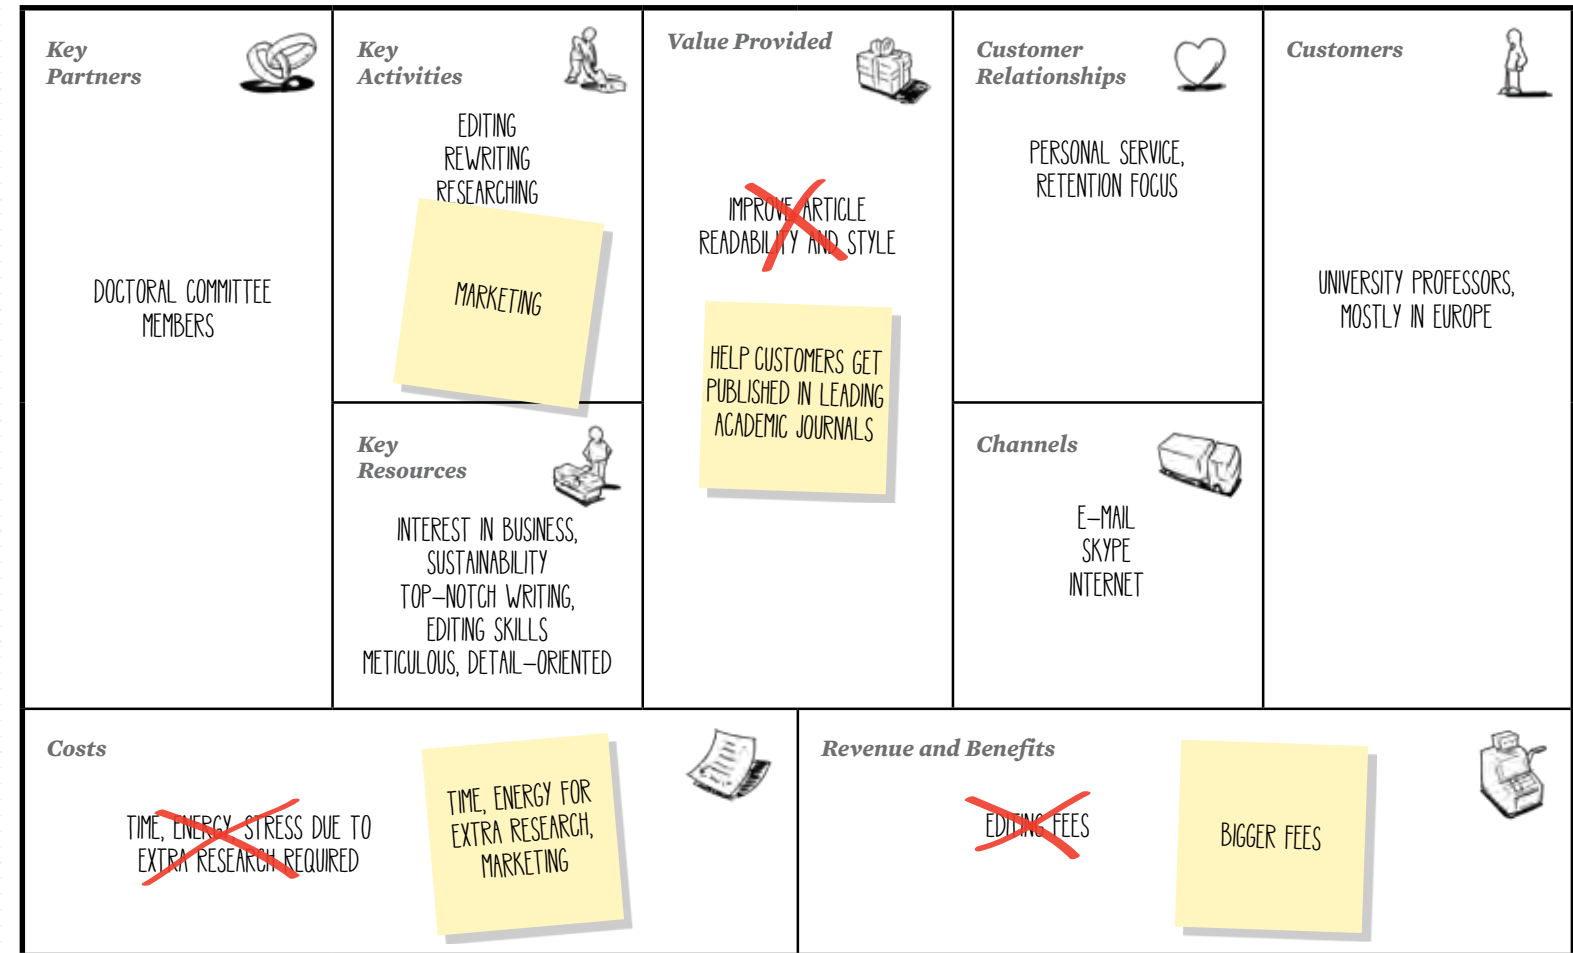 Key
Partners
DOCTORAL COMMITTEE
MEMBERS
Key
Activities
EDITING
REWRITING
RESEARCHING
MARKETING
Key
Resources
INTEREST IN BUSINESS,
SUSTAINABILITY
TOP–NOTCH WRITING,
EDITING SKILLS
METICULOUS, DETAIL–ORIENTED
Value Provided
IMPROVE ARTICLE
READABILITY AND STYLE
HELP CUSTOMERS GET
PUBLISHED IN LEADING
ACADEMIC JOURNALS
Customer
Relationships
PERSONAL SERVICE,
RETENTION FOCUS
Channels
E–MAIL
SKYPE
INTERNET
Customers
UNIVERSITY PROFESSORS,
MOSTLY IN EUROPE
Costs
TIME, ENERGY, STRESS DUE TO
EXTRA RESEARCH REQUIRED
TIME, ENERGY FOR
EXTRA RESEARCH,
MARKETING
Revenue and Benefits
EDITING FEES
BIGGER FEES